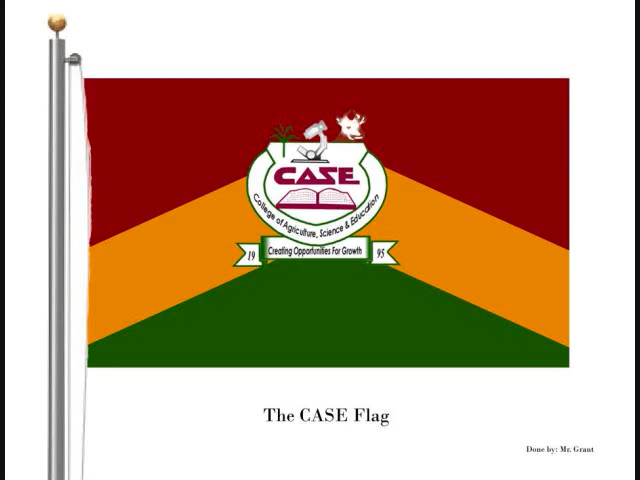 CASE
College of Agriculture, Science & Education
19 Creating Opportunities For Growth 95
The CASE Flag
Done by: Mr. Grant